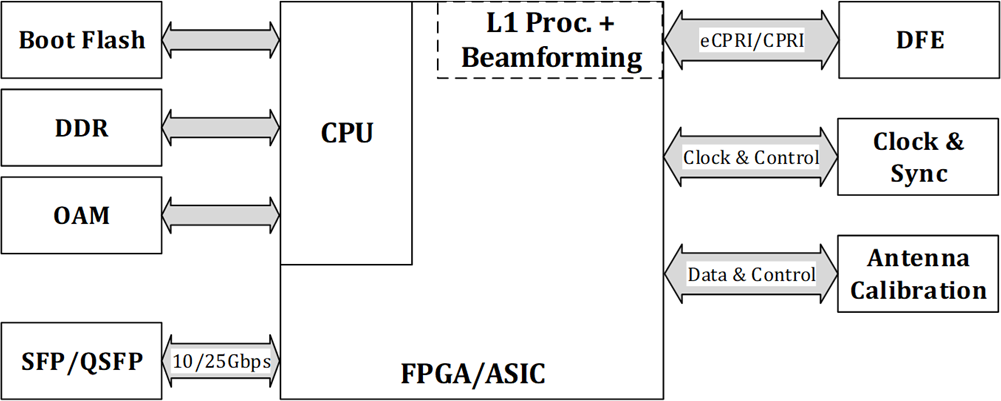 Boot Flash
DDR
OAM
SFP/QSFP
10/25Gbps
CPU
L1 Proc. +
Beamforming
FPGA/ASIC
eCPRI/CPRI
DFE
Clock & Control
Clock &
Sync
Data & Control
Antenna
Calibration